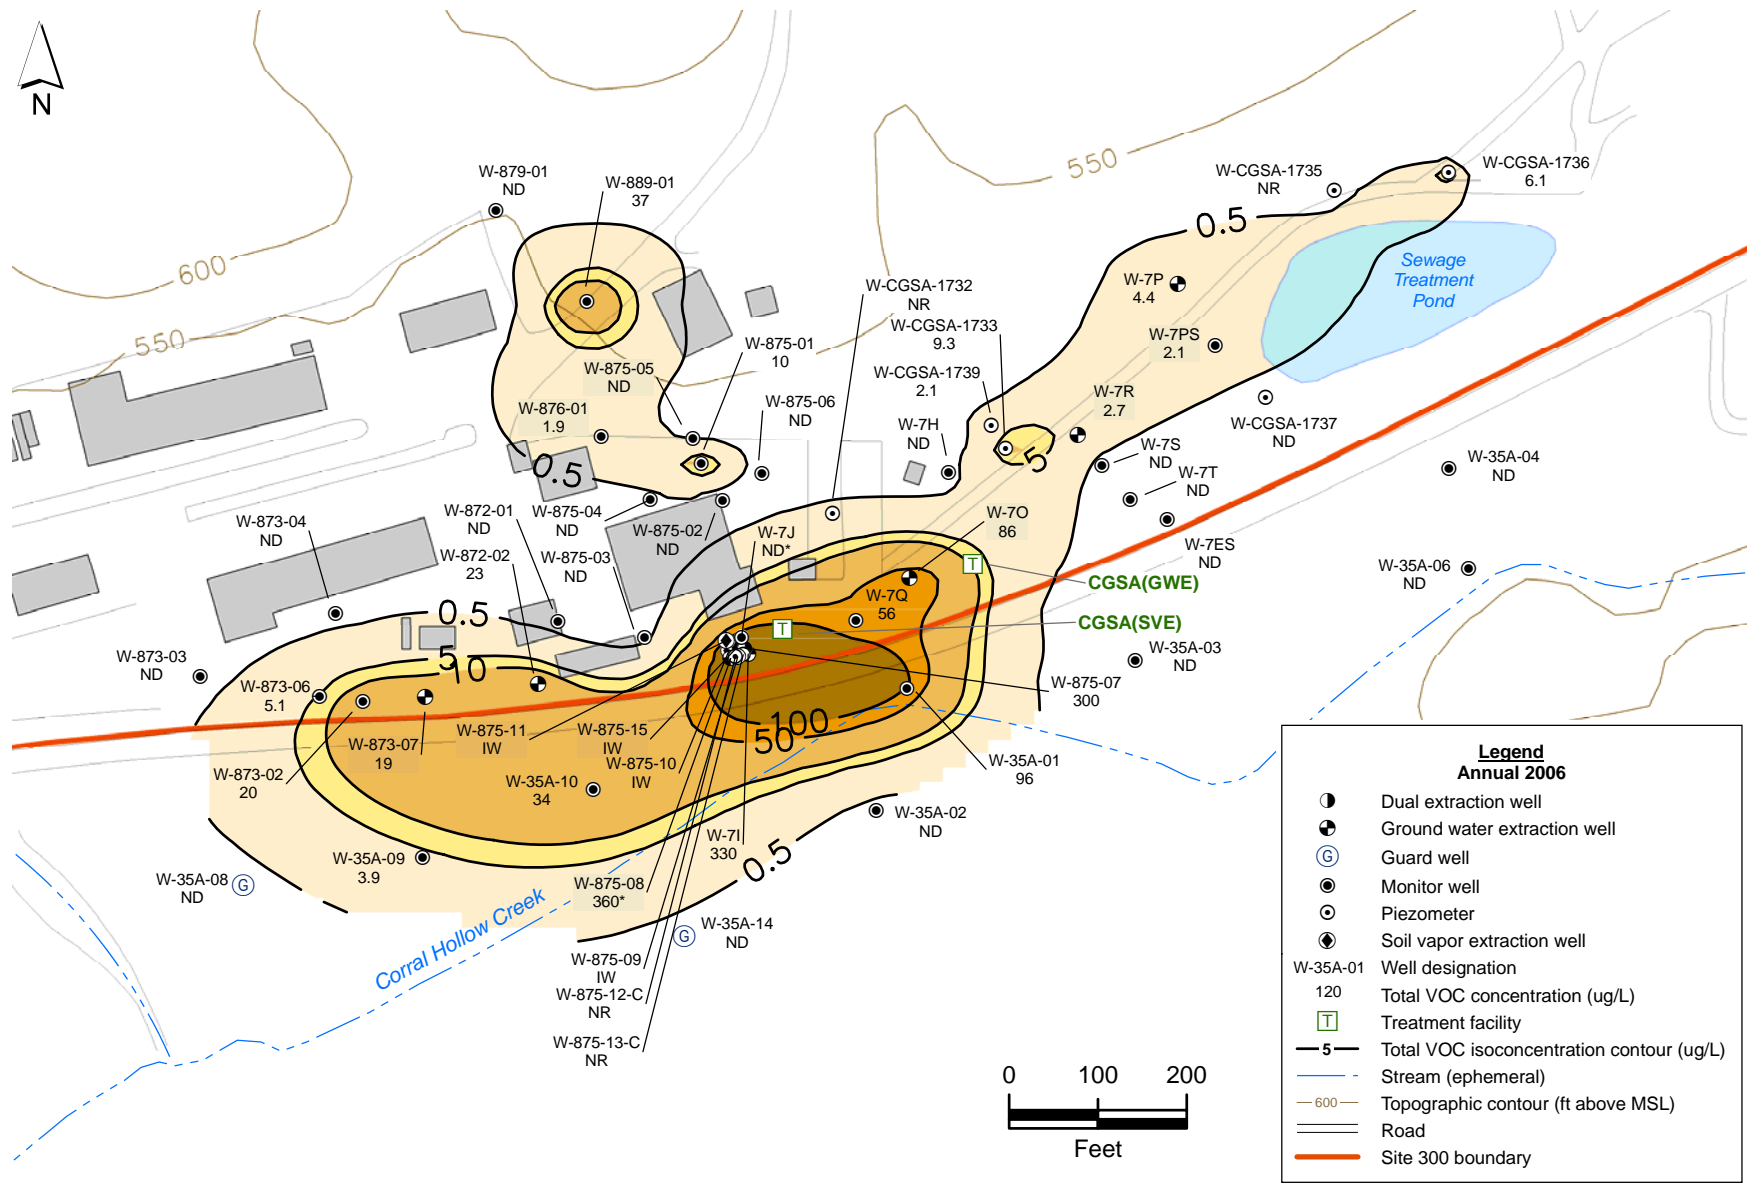 N
W-879-01
ND
W-889-01
37
550
W-CGSA-1735
NR
W-CGSA-1736
6.1
0.5
600
Sewage
Treatment
Pond
W-7P
4.4
W-CGSA-1732
NR
W-CGSA-1733
9.3
550
W-875-01
10
W-7PS
2.1
W-875-05
ND
W-CGSA-1739
2.1
W-7R
2.7
W-876-01
1.9
W-875-06
ND
W-7H
ND
W-CGSA-1737
ND
0.5
5
W-7S
ND
W-7T
ND
W-35A-04
ND
W-873-04
ND
W-872-01
ND
W-875-04
ND
W-875-02
ND
W-7J
ND*
W-7O
86
W-872-02
23
W-875-03
ND
W-7ES
ND
W-35A-06
ND
CGSA(GWE)
0.5
W-7Q
56
CGSA(SVE)
W-873-03
ND
5
10
W-35A-03
ND
W-873-06
5.1
W-875-07
300
W-873-07
19
W-875-11
IW
W-875-15
IW
100
50
W-873-02
20
W-35A-10
34
W-875-10
IW
W-35A-01
96
W-35A-02
ND
W-7I
330
0.5
W-35A-09
3.9
W-35A-08
ND
G
W-875-08
360*
Corral Hollow Creek
G
W-35A-14
ND
W-875-09
IW
W-875-12-C
NR
W-875-13-C
NR
T
T
0 100 200
Feet
Legend
Annual 2006
Dual extraction well
Ground water extraction well
G Guard well
Monitor well
Piezometer
Soil vapor extraction well
W-35A-01 Well designation
120 Total VOC concentration (ug/L)
T Treatment facility
5 Total VOC isoconcentration contour (ug/L)
Stream (ephemeral)
600 Topographic contour (ft above MSL)
Road
Site 300 boundary